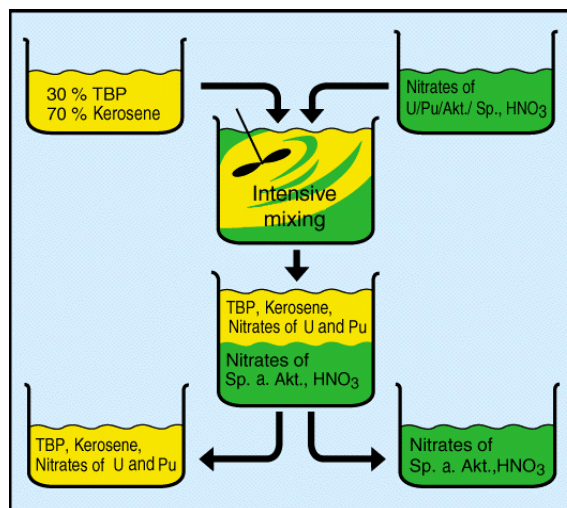 30 % TBP
70 % Kerosene
Nitrates of
U/Pu/Akt./ Sp., HNO3
Intensive
mixing
TBP, Kerosene,
Nitrates of U and Pu
Nitrates of
Sp. a. Akt., HNO3
TBP, Kerosene,
Nitrates of U and Pu
Nitrates of
Sp. a. Akt.,HNO3